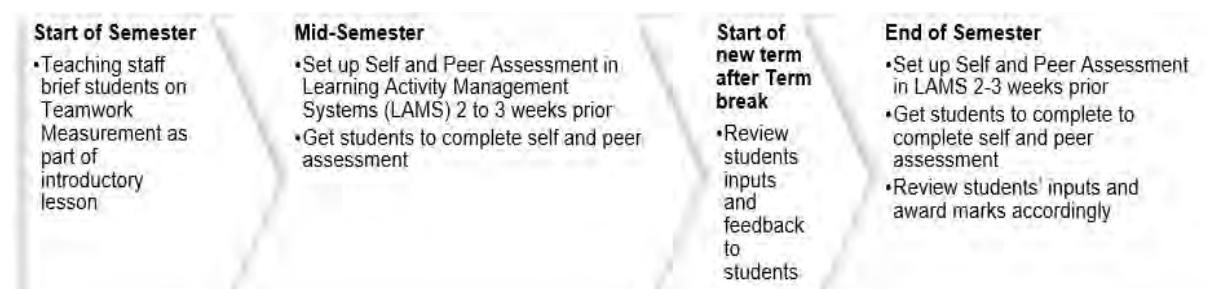 Start of Semester
•Teaching staff
brief students on
Teamwork
Measurement as
part of
introductory
lesson
Mid-Semester
•Set up Self and Peer Assessment in
Learning Activity Management
Systems (LAMS) 2 to 3 weeks prior
•Get students to complete self and peer
assessment
Start of
new term
after Term
break
•Review
students
inputs
and
feedback
to
students
End of Semester
•Set up Self and Peer Assessment
in LAMS 2-3 weeks prior
•Get students to complete to
complete self and peer
assessment
•Review students' inputs and
award marks accordingly